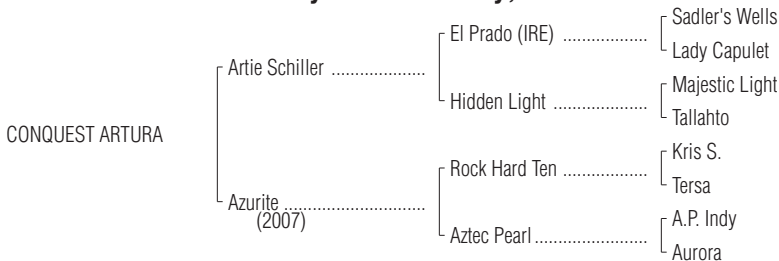 Sadler's Wells
El Prado (IRE) ..................
Lady Capulet
Artie Schiller ....................
Majestic Light
Hidden Light ....................
Tallahto
CONQUEST ARTURA
Kris S.
Rock Hard Ten ..................
Tersa
Azurite ..............................
(2007)
A.P. Indy
Aztec Pearl ........................
Aurora